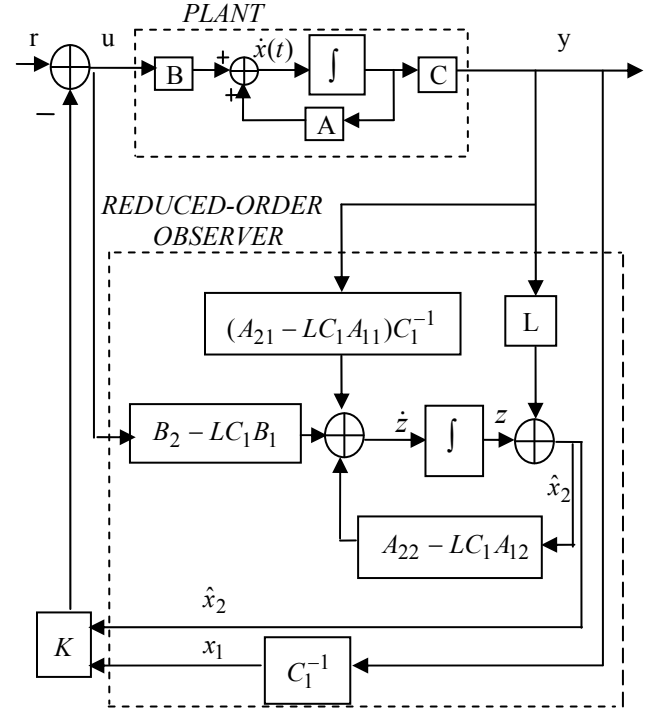 PLANT
r
u
y
ẋ(t)
+
+
B
∫
C
A
−
REDUCED-ORDER
OBSERVER
(A₂₁ − LC₁A₁₁)C₁⁻¹
L
B₂ − LC₁B₁
ż
∫
z
x̂₂
A₂₂ − LC₁A₁₂
x̂₂
K
x₁
C₁⁻¹